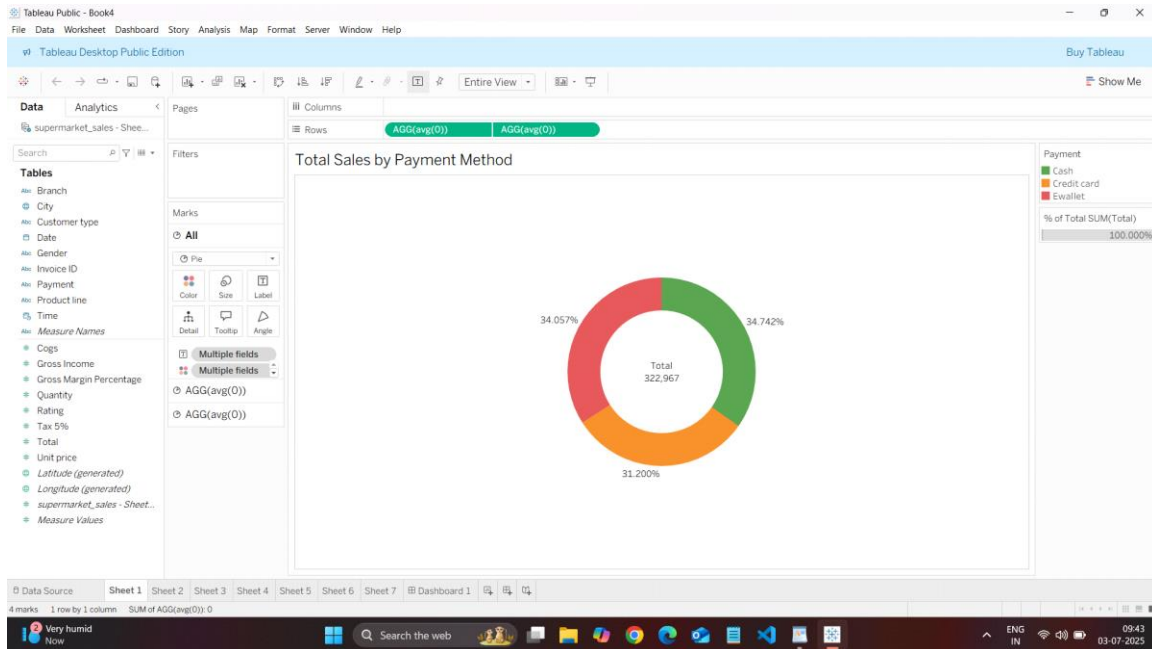 Tableau Public - Book4
File Data Worksheet Dashboard Story Analysis Map Format Server Window Help
Tableau Desktop Public Edition
Buy Tableau
Entire View
Show Me
Data Analytics
Pages
Columns
supermarket_sales - Shee...
Rows
AGG(avg(0)) AGG(avg(0))
Search
Filters
Total Sales by Payment Method
Tables
Abc Branch
City
Abc Customer type
Date
Abc Gender
Abc Invoice ID
Abc Payment
Abc Product line
Time
Abc Measure Names
Cogs
Gross Income
Gross Margin Percentage
Quantity
Rating
Tax 5%
Total
Unit price
Latitude (generated)
Longitude (generated)
supermarket_sales - Sheet...
Measure Values
Marks
All
Pie
Color Size Label
Detail Tooltip Angle
Multiple fields
Multiple fields
AGG(avg(0))
AGG(avg(0))
34.057%
34.742%
Total
322,967
31.200%
Payment
Cash
Credit card
Ewallet
% of Total SUM(Total)
100.000%
Data Source Sheet 1 Sheet 2 Sheet 3 Sheet 4 Sheet 5 Sheet 6 Sheet 7 Dashboard 1
4 marks 1 row by 1 column SUM of AGG(avg(0)): 0
2
Very humid
Now
Search the web
ENG
IN
09:43
03-07-2025